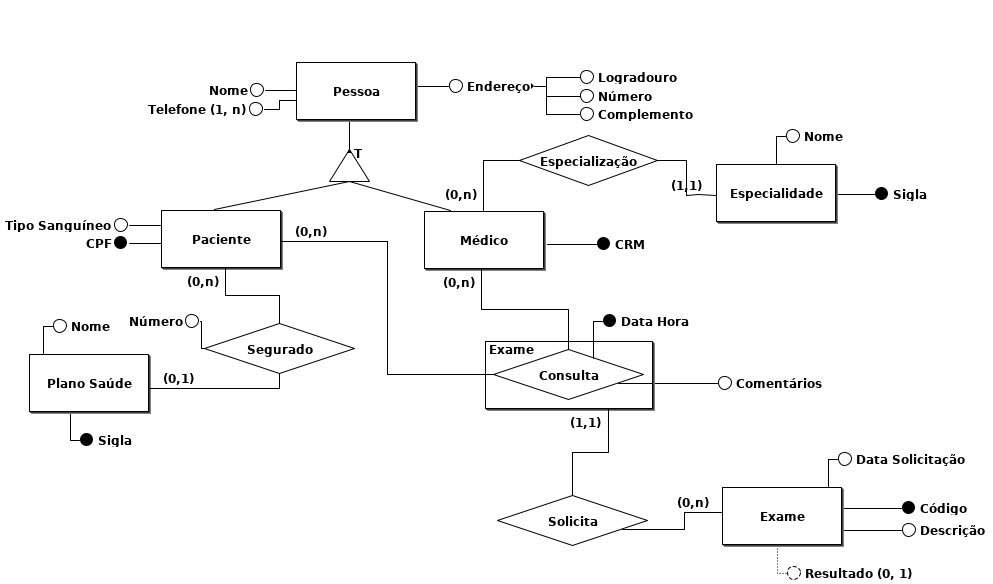 Pessoa
Nome
Telefone (1, n)
Endereço
Logradouro
Número
Complemento
T
Especialização
(0,n)
(1,1)
Nome
Especialidade
Sigla
Tipo Sanguíneo
CPF
Paciente
(0,n)
Médico
CRM
(0,n)
(0,n)
Nome
Número
Segurado
Plano Saúde
(0,1)
Sigla
Data Hora
Exame
Consulta
Comentários
(1,1)
Solicita
(0,n)
Data Solicitação
Exame
Código
Descrição
Resultado (0, 1)